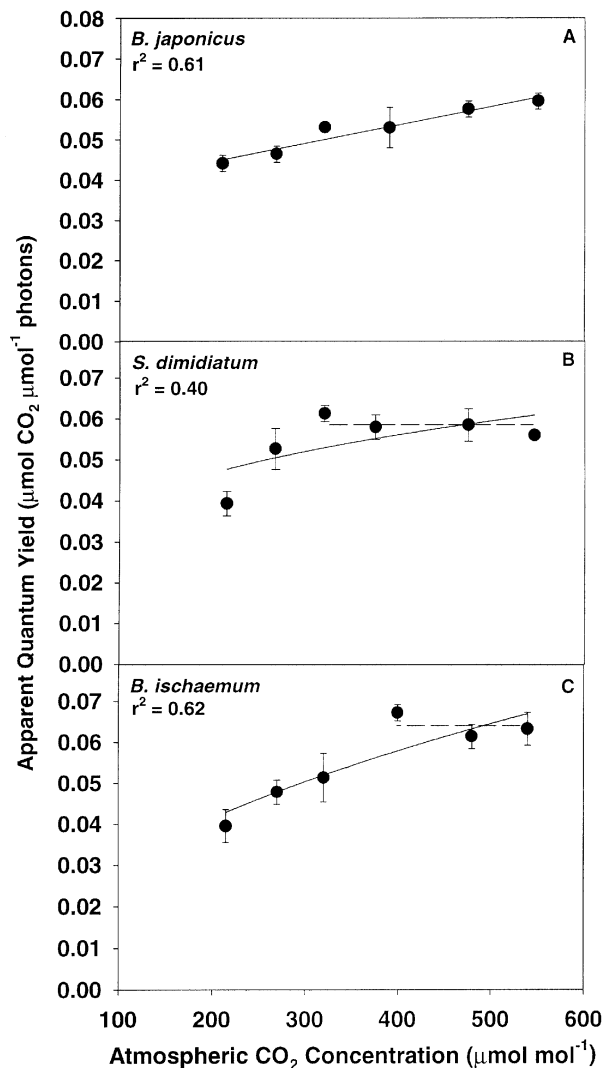 0.08
B. japonicus
A
r² = 0.61
0.07
0.06
0.05
0.04
0.03
0.02
0.01
0.00
S. dimidiatum
B
r² = 0.40
0.07
0.06
0.05
0.04
0.03
0.02
0.01
0.00
B. ischaemum
C
r² = 0.62
0.07
0.06
0.05
0.04
0.03
0.02
0.01
0.00
Apparent Quantum Yield (μmol CO₂ μmol⁻¹ photons)
100 200 300 400 500 600
Atmospheric CO₂ Concentration (μmol mol⁻¹)